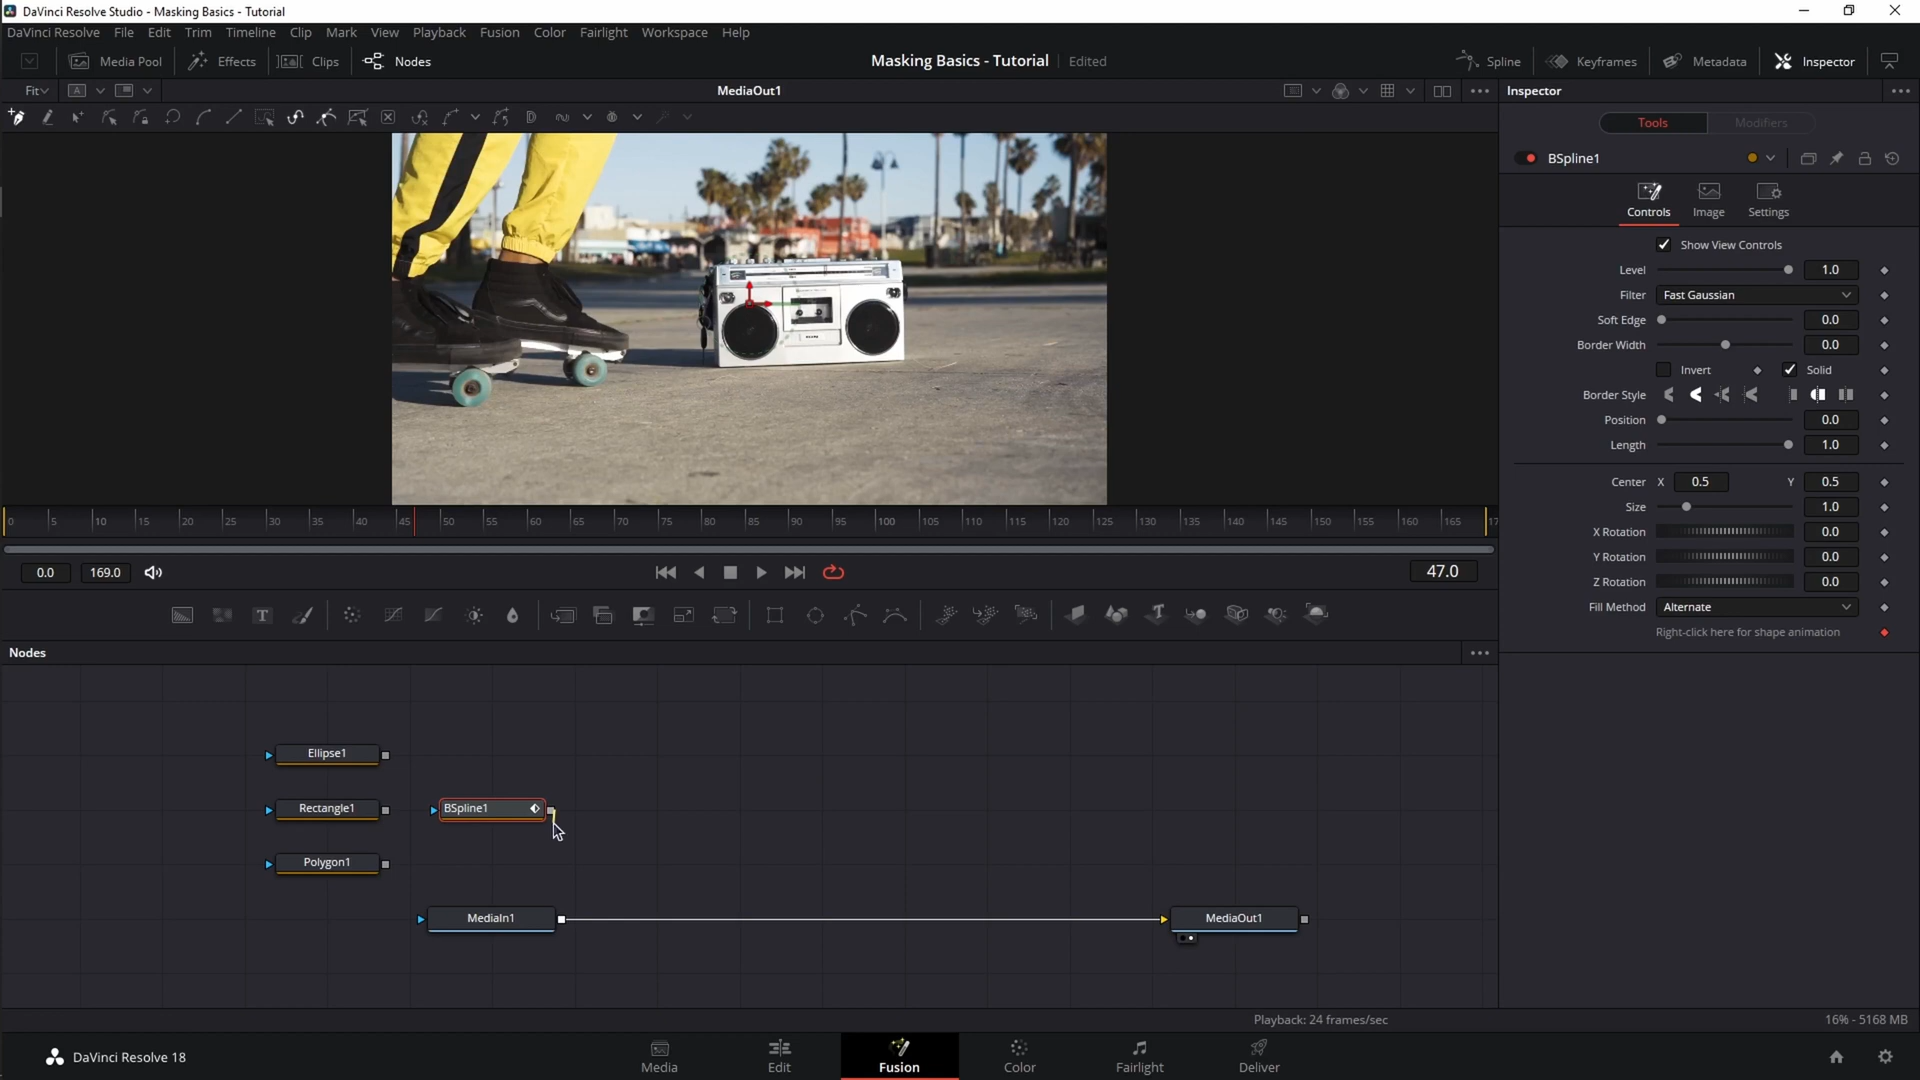 DaVinci Resolve Studio - Masking Basics - Tutorial
DaVinci Resolve File Edit Trim Timeline Clip Mark View Playback Fusion Color Fairlight Workspace Help
Media Pool Effects Clips Nodes Masking Basics - Tutorial Edited Spline Keyframes Metadata Inspector
Fit A MediaOut1 Inspector
Tools Modifiers
BSpline1
Controls Image Settings
Show View Controls
Level 1.0
Filter Fast Gaussian
Soft Edge 0.0
Border Width 0.0
Invert Solid
Border Style
Position 0.0
Length 1.0
Center X 0.5 Y 0.5
Size 1.0
X Rotation 0.0
Y Rotation 0.0
Z Rotation 0.0
Fill Method Alternate
Right-click here for shape animation
0 5 10 15 20 25 30 35 40 45 50 55 60 65 70 75 80 85 90 95 100 105 110 115 120 125 130 135 140 145 150 155 160 165 17
0.0 169.0 47.0
Nodes
Ellipse1
Rectangle1 BSpline1
Polygon1
MediaIn1 MediaOut1
Playback: 24 frames/sec 16% - 5168 MB
DaVinci Resolve 18 Media Edit Fusion Color Fairlight Deliver